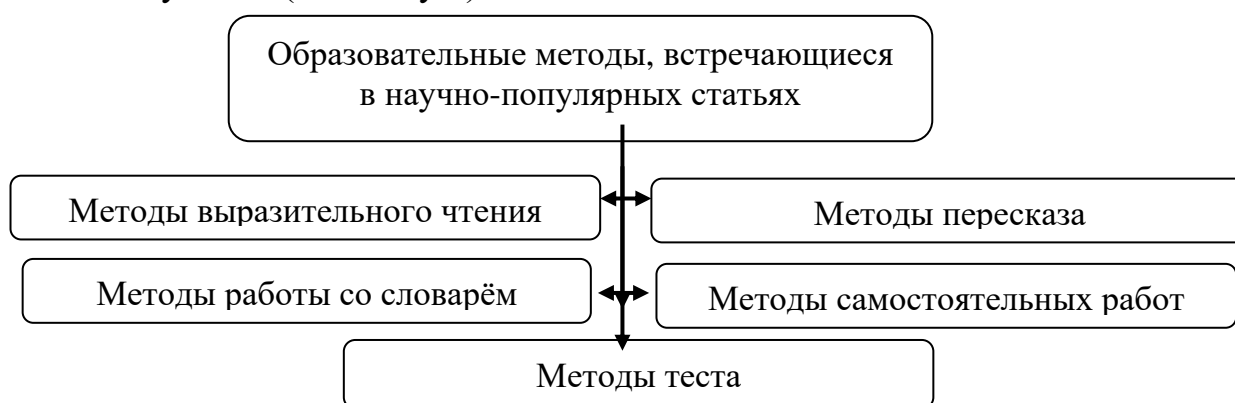 Образовательные методы, встречающиеся
в научно-популярных статьях
Методы выразительного чтения
Методы пересказа
Методы работы со словарём
Методы самостоятельных работ
Методы теста